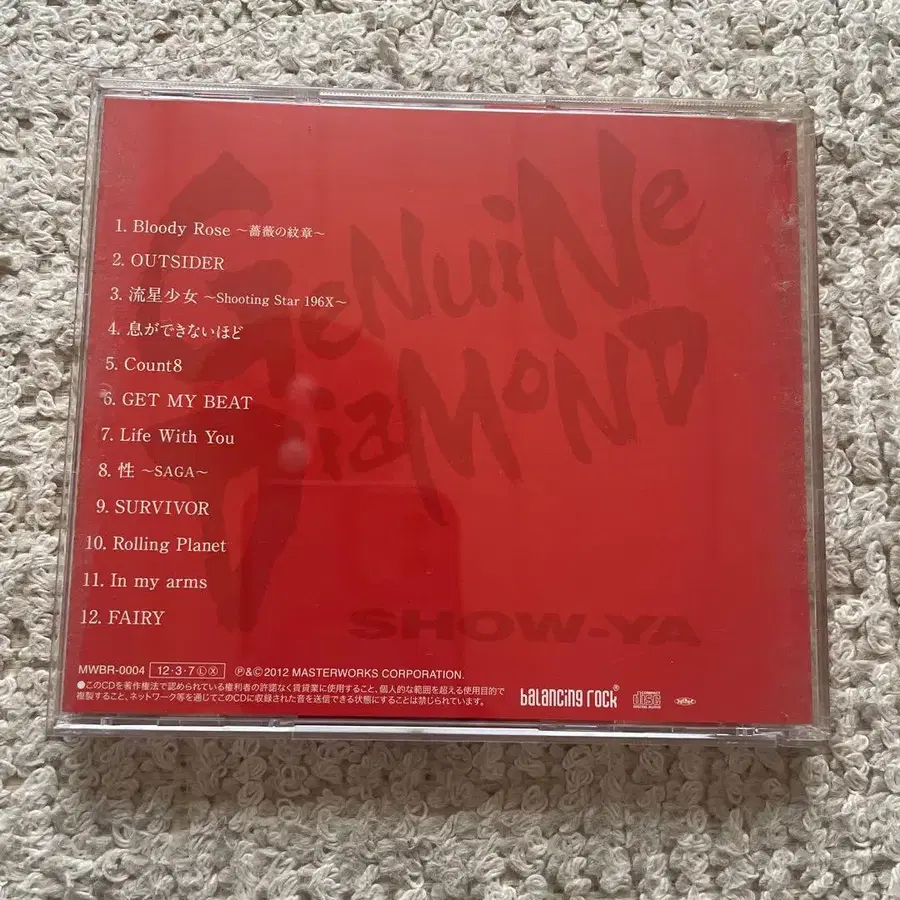 GeNuiNe
DiaMoND
1. Bloody Rose ～薔薇の紋章～
2. OUTSIDER
3. 流星少女 ～Shooting Star 196X～
4. 息ができないほど
5. Count8
6. GET MY BEAT
7. Life With You
8. 性 ～SAGA～
9. SURVIVOR
10. Rolling Planet
11. In my arms
12. FAIRY
SHOW-YA
MWBR-0004 12・3・7 Ⓛ Ⓧ ℗&©2012 MASTERWORKS CORPORATION.
●このCDを著作権法で認められている権利者の許諾なく賃貸業に使用すること、個人的な範囲を超える使用目的で
複製すること、ネットワーク等を通じてこのCDに収録された音を送信できる状態にすることは禁じられています。
balancing rock®
COMPACT disc DIGITAL AUDIO